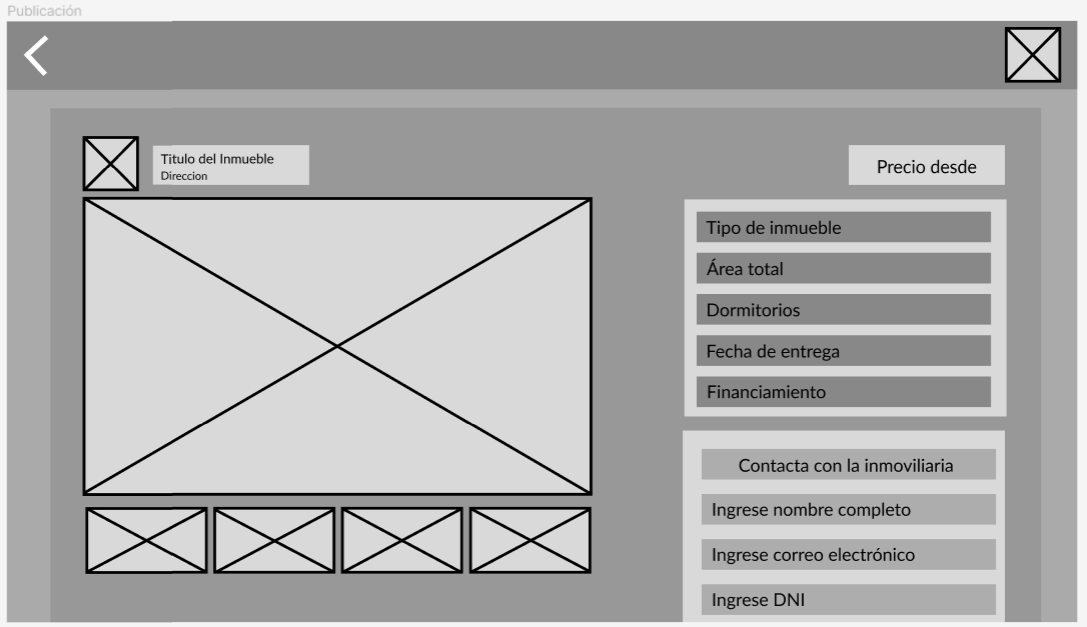 Publicación
Titulo del Inmueble
Direccion
Precio desde
Tipo de inmueble
Área total
Dormitorios
Fecha de entrega
Financiamiento
Contacta con la inmoviliaria
Ingrese nombre completo
Ingrese correo electrónico
Ingrese DNI